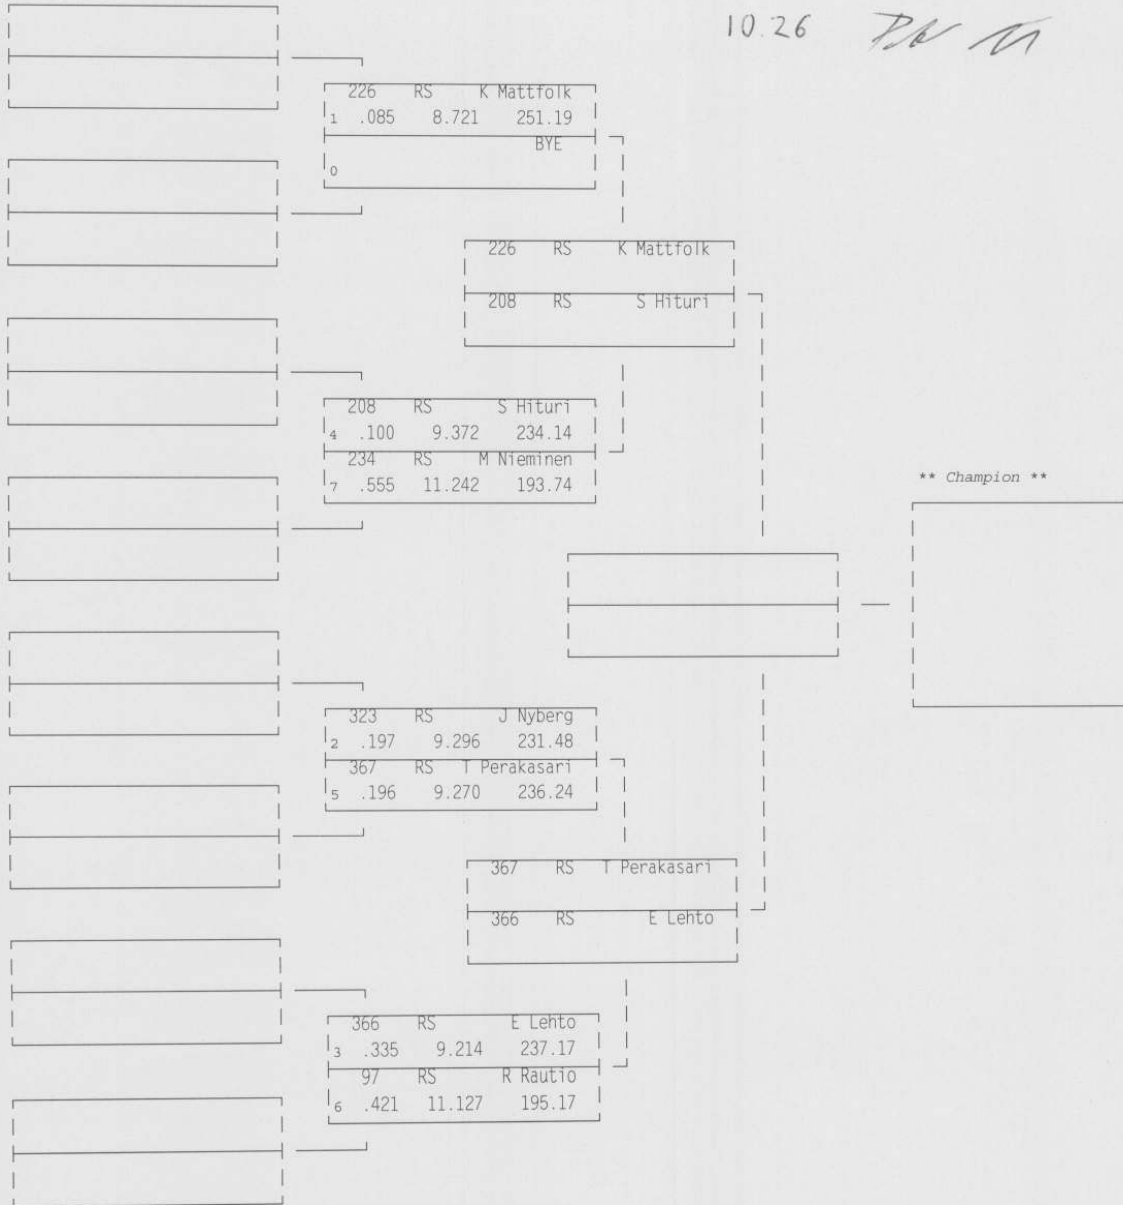 10.26
226 RS K Mattfolk
1 .085 8.721 251.19
BYE
0
226 RS K Mattfolk
208 RS S Hituri
208 RS S Hituri
4 .100 9.372 234.14
234 RS M Nieminen
7 .555 11.242 193.74
** Champion **
323 RS J Nyberg
2 .197 9.296 231.48
367 RS T Perakasari
5 .196 9.270 236.24
367 RS T Perakasari
366 RS E Lehto
366 RS E Lehto
3 .335 9.214 237.17
97 RS R Rautio
6 .421 11.127 195.17